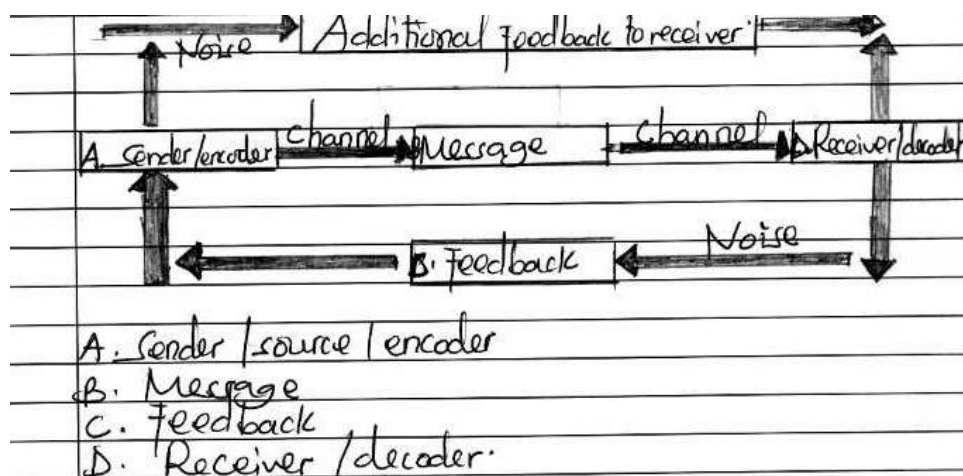 Noise Additional Feedback to receiver
A. Sender/encoder channel Message channel D. Receiver/decoder
B. Feedback Noise
A. Sender/source/encoder
B. Message
C. Feedback
D. Receiver/decoder.